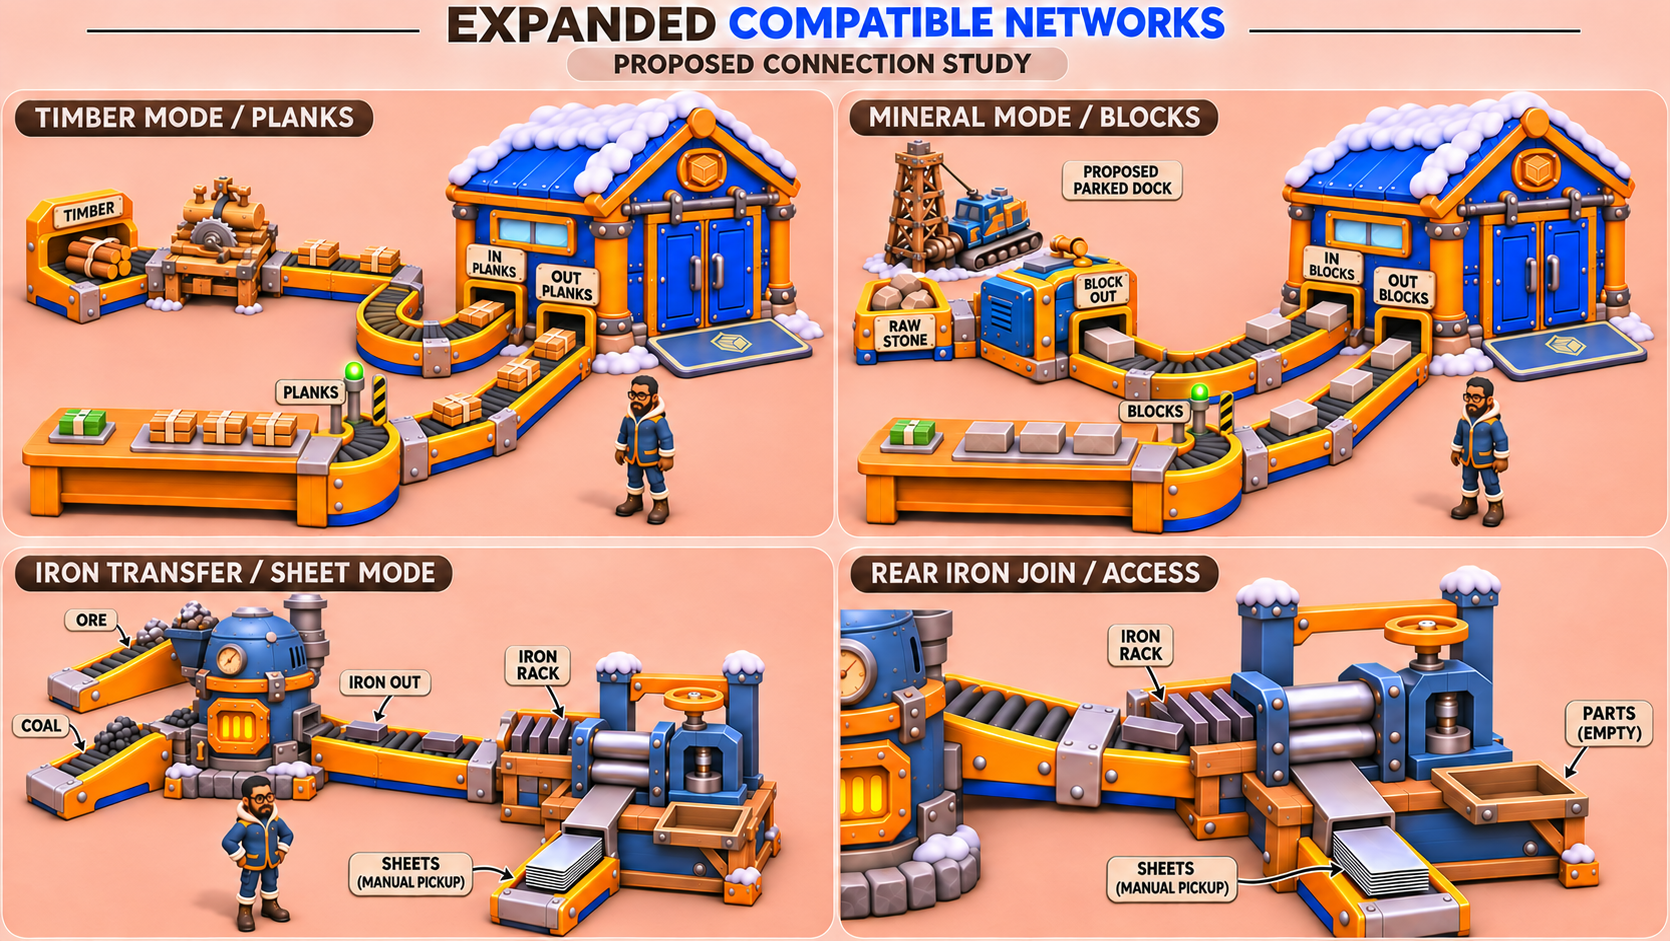 EXPANDED COMPATIBLE NETWORKS
PROPOSED CONNECTION STUDY
TIMBER MODE / PLANKS
TIMBER
IN
PLANKS
OUT
PLANKS
PLANKS
MINERAL MODE / BLOCKS
PROPOSED
PARKED DOCK
RAW
STONE
BLOCK
OUT
IN
BLOCKS
OUT
BLOCKS
BLOCKS
IRON TRANSFER / SHEET MODE
ORE
COAL
IRON OUT
IRON
RACK
SHEETS
(MANUAL PICKUP)
REAR IRON JOIN / ACCESS
IRON
RACK
PARTS
(EMPTY)
SHEETS
(MANUAL PICKUP)